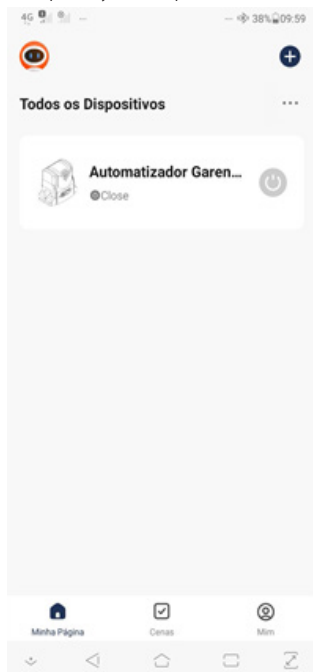 4G
38% 09:59
Todos os Dispositivos
Automatizador Garen...
Close
Minha Página
Cenas
Mim